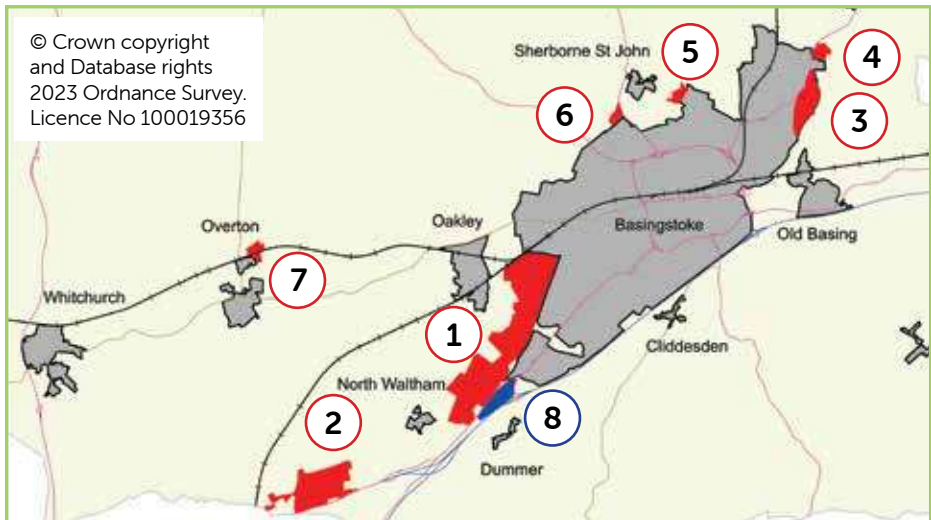 © Crown copyright
and Database rights
2023 Ordnance Survey.
Licence No 100019356
Sherborne St John
5
4
6
3
Overton
Oakley
Basingstoke
Old Basing
7
Whitchurch
1
Cliddesden
North Waltham
2
8
Dummer